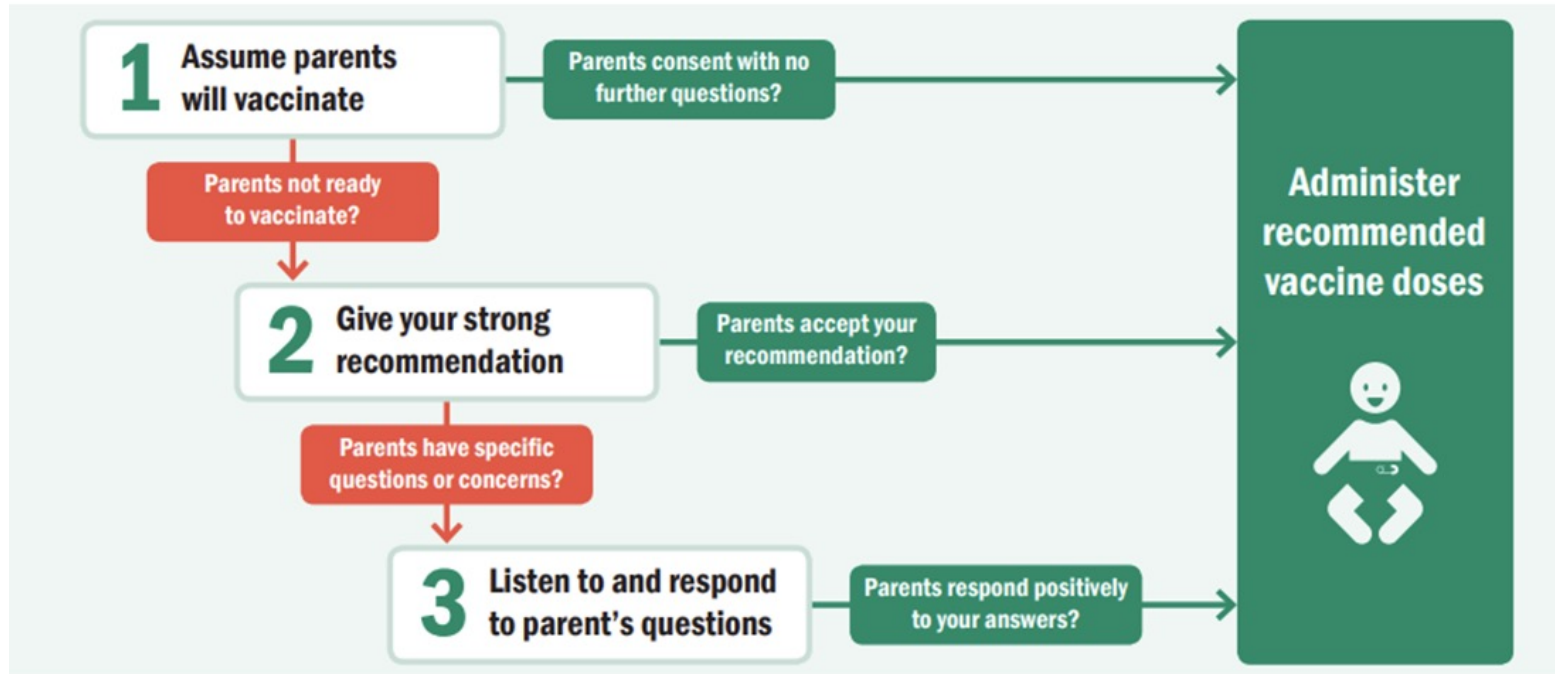 1
Assume parents
will vaccinate
Parents consent with no
further questions?
Parents not ready
to vaccinate?
2
Give your strong
recommendation
Parents accept your
recommendation?
Parents have specific
questions or concerns?
3
Listen to and respond
to parent’s questions
Parents respond positively
to your answers?
Administer
recommended
vaccine doses